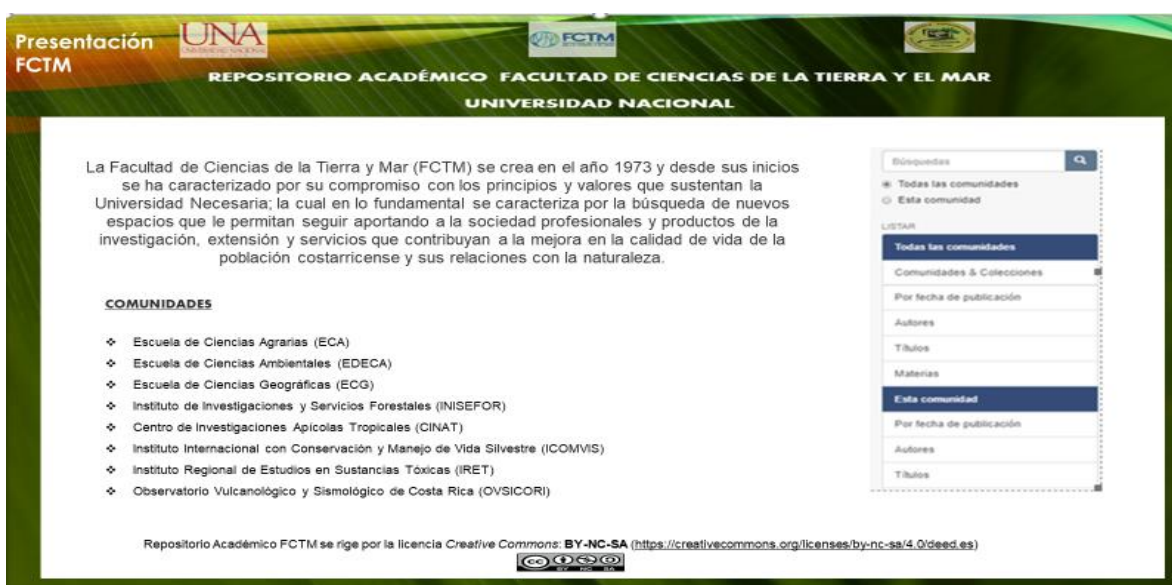 Presentación
FCTM
UNA
UNIVERSIDAD NACIONAL
FCTM
REPOSITORIO ACADÉMICO FACULTAD DE CIENCIAS DE LA TIERRA Y EL MAR
UNIVERSIDAD NACIONAL
La Facultad de Ciencias de la Tierra y Mar (FCTM) se crea en el año 1973 y desde sus inicios
se ha caracterizado por su compromiso con los principios y valores que sustentan la
Universidad Necesaria; la cual en lo fundamental se caracteriza por la búsqueda de nuevos
espacios que le permitan seguir aportando a la sociedad profesionales y productos de la
investigación, extensión y servicios que contribuyan a la mejora en la calidad de vida de la
población costarricense y sus relaciones con la naturaleza.
COMUNIDADES
❖ Escuela de Ciencias Agrarias (ECA)
❖ Escuela de Ciencias Ambientales (EDECA)
❖ Escuela de Ciencias Geográficas (ECG)
❖ Instituto de Investigaciones y Servicios Forestales (INISEFOR)
❖ Centro de Investigaciones Apícolas Tropicales (CINAT)
❖ Instituto Internacional con Conservación y Manejo de Vida Silvestre (ICOMVIS)
❖ Instituto Regional de Estudios en Sustancias Tóxicas (IRET)
❖ Observatorio Vulcanológico y Sismológico de Costa Rica (OVSICORI)
Búsquedas
Todas las comunidades
Esta comunidad
LISTAR
Todas las comunidades
Comunidades & Colecciones
Por fecha de publicación
Autores
Títulos
Materias
Esta comunidad
Por fecha de publicación
Autores
Títulos
Repositorio Académico FCTM se rige por la licencia Creative Commons: BY-NC-SA (https://creativecommons.org/licenses/by-nc-sa/4.0/deed.es)
cc
BY NC SA